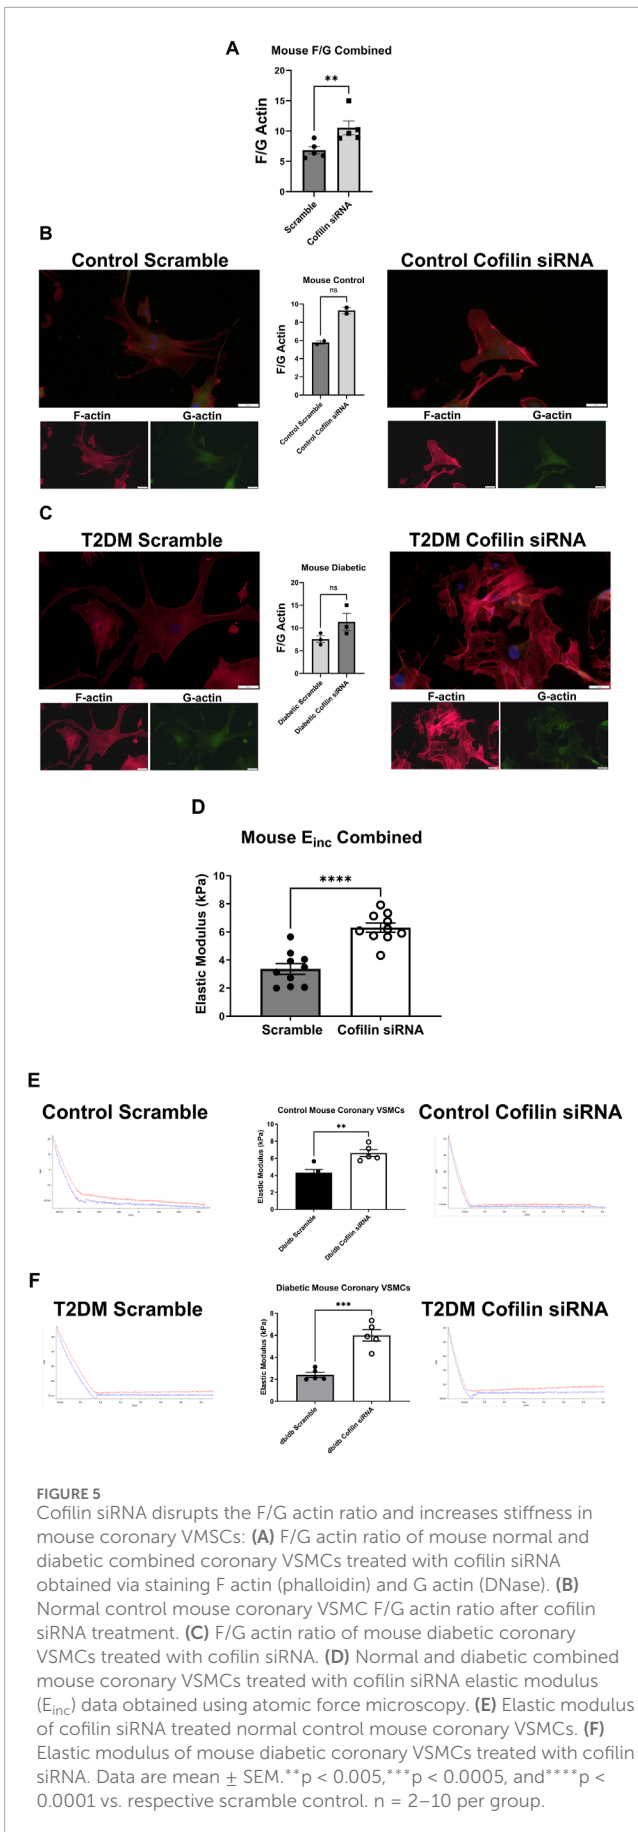 A
Mouse F/G Combined
**
20
15
10
5
0
F/G Actin
Scramble
Cofilin siRNA
B
Control Scramble
Control Cofilin siRNA
Mouse Control
ns
10
8
6
4
2
0
F/G Actin
Control Scramble
Control Cofilin siRNA
F-actin G-actin
F-actin G-actin
C
T2DM Scramble
T2DM Cofilin siRNA
Mouse Diabetic
ns
20
15
10
5
0
F/G Actin
Diabetic Scramble
Diabetic Cofilin siRNA
F-actin G-actin
F-actin G-actin
D
Mouse Einc Combined
****
10
8
6
4
2
0
Elastic Modulus (kPa)
Scramble Cofilin siRNA
E
Control Scramble
Control Mouse Coronary VSMCs
Control Cofilin siRNA
**
10
8
6
4
2
0
Elastic Modulus (kPa)
Db/db Scramble
Db/db Cofilin siRNA
F
T2DM Scramble
Diabetic Mouse Coronary VSMCs
T2DM Cofilin siRNA
***
8
6
4
2
0
Elastic Modulus (kPa)
db/db Scramble
db/db Cofilin siRNA
FIGURE 5
Cofilin siRNA disrupts the F/G actin ratio and increases stiffness in
mouse coronary VMSCs: (A) F/G actin ratio of mouse normal and
diabetic combined coronary VSMCs treated with cofilin siRNA
obtained via staining F actin (phalloidin) and G actin (DNase). (B)
Normal control mouse coronary VSMC F/G actin ratio after cofilin
siRNA treatment. (C) F/G actin ratio of mouse diabetic coronary
VSMCs treated with cofilin siRNA. (D) Normal and diabetic combined
mouse coronary VSMCs treated with cofilin siRNA elastic modulus
(Einc) data obtained using atomic force microscopy. (E) Elastic modulus
of cofilin siRNA treated normal control mouse coronary VSMCs. (F)
Elastic modulus of mouse diabetic coronary VSMCs treated with cofilin
siRNA. Data are mean ± SEM.**p < 0.005,***p < 0.0005, and****p <
0.0001 vs. respective scramble control. n = 2–10 per group.